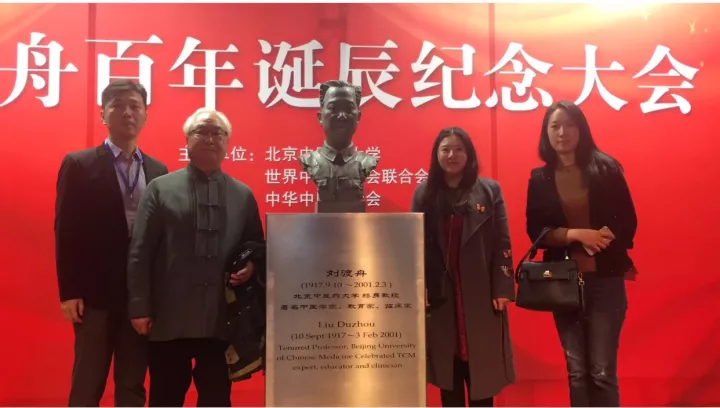 舟百年诞辰纪念大会
单位: 北京中 大学
世界中 会联合会
中华中 会
刘渡舟
(1917.9.10～2001.2.3)
北京中医药大学 终身教授
著名中医学家、教育家、临床家
Liu Duzhou
(10 Sept 1917～3 Feb 2001)
Tenured Professor, Beijing University
of Chinese Medicine Celebrated TCM
expert, educator and clinician